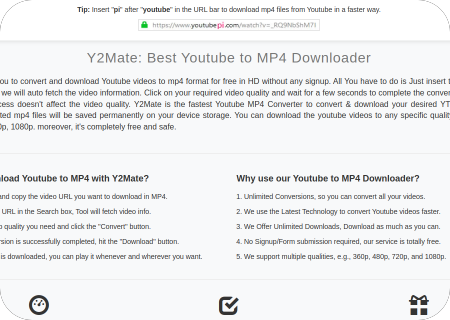 Tip: Insert "pi" after "youtube" in the URL bar to download mp4 files from Youtube in a faster way.
https://www.youtubepi.com/watch?v=_RQ9NbShM7I
Y2Mate: Best Youtube to MP4 Downloader
ou to convert and download Youtube videos to mp4 format for free in HD without any signup. All You have to do is Just insert
we will auto fetch the video information. Click on your required video quality and wait for a few seconds to complete the
cess doesn't affect the video quality. Y2Mate is the fastest Youtube MP4 Converter to convert & download your desired YT
ted mp4 files will be saved permanently on your device storage. You can download the youtube videos to any specific
0p, 1080p. moreover, it's completely free and safe.
load Youtube to MP4 with Y2Mate?
and copy the video URL you want to download in MP4.
URL in the Search box, Tool will fetch video info.
quality you need and click the "Convert" button.
rsion is successfully completed, hit the "Download" button.
is downloaded, you can play it whenever and wherever you want.
Why use our Youtube to MP4 Downloader?
1. Unlimited Conversions, so you can convert all your videos.
2. We use the Latest Technology to convert Youtube videos faster.
3. We Offer Unlimited Downloads, Download as much as you can.
4. No Signup/Form submission required, our service is totally free.
5. We support multiple qualities, e.g., 360p, 480p, 720p, and 1080p.